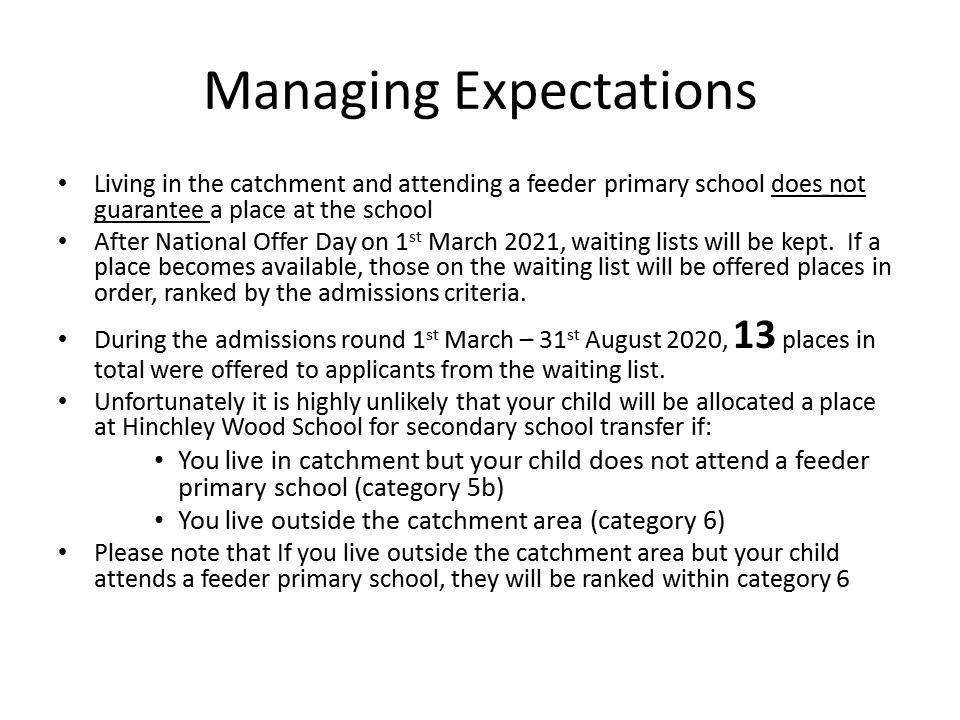 Managing Expectations
• Living in the catchment and attending a feeder primary school does not
guarantee a place at the school
• After National Offer Day on 1st March 2021, waiting lists will be kept.  If a
place becomes available, those on the waiting list will be offered places in
order, ranked by the admissions criteria.
• During the admissions round 1st March – 31st August 2020, 13 places in
total were offered to applicants from the waiting list.
• Unfortunately it is highly unlikely that your child will be allocated a place
at Hinchley Wood School for secondary school transfer if:
• You live in catchment but your child does not attend a feeder
primary school (category 5b)
• You live outside the catchment area (category 6)
• Please note that If you live outside the catchment area but your child
attends a feeder primary school, they will be ranked within category 6